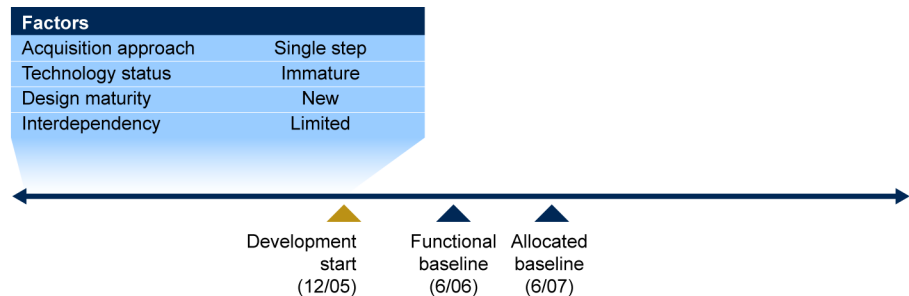 Factors
Acquisition approach Single step
Technology status Immature
Design maturity New
Interdependency Limited
Development start (12/05)
Functional baseline (6/06)
Allocated baseline (6/07)